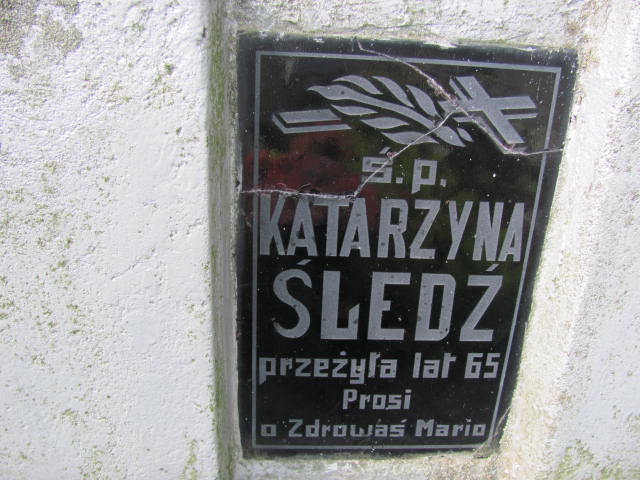 ś.p.
KATARZYNA
ŚLEDŹ
przeżyła lat 65
Prosi
o Zdrowaś Mario